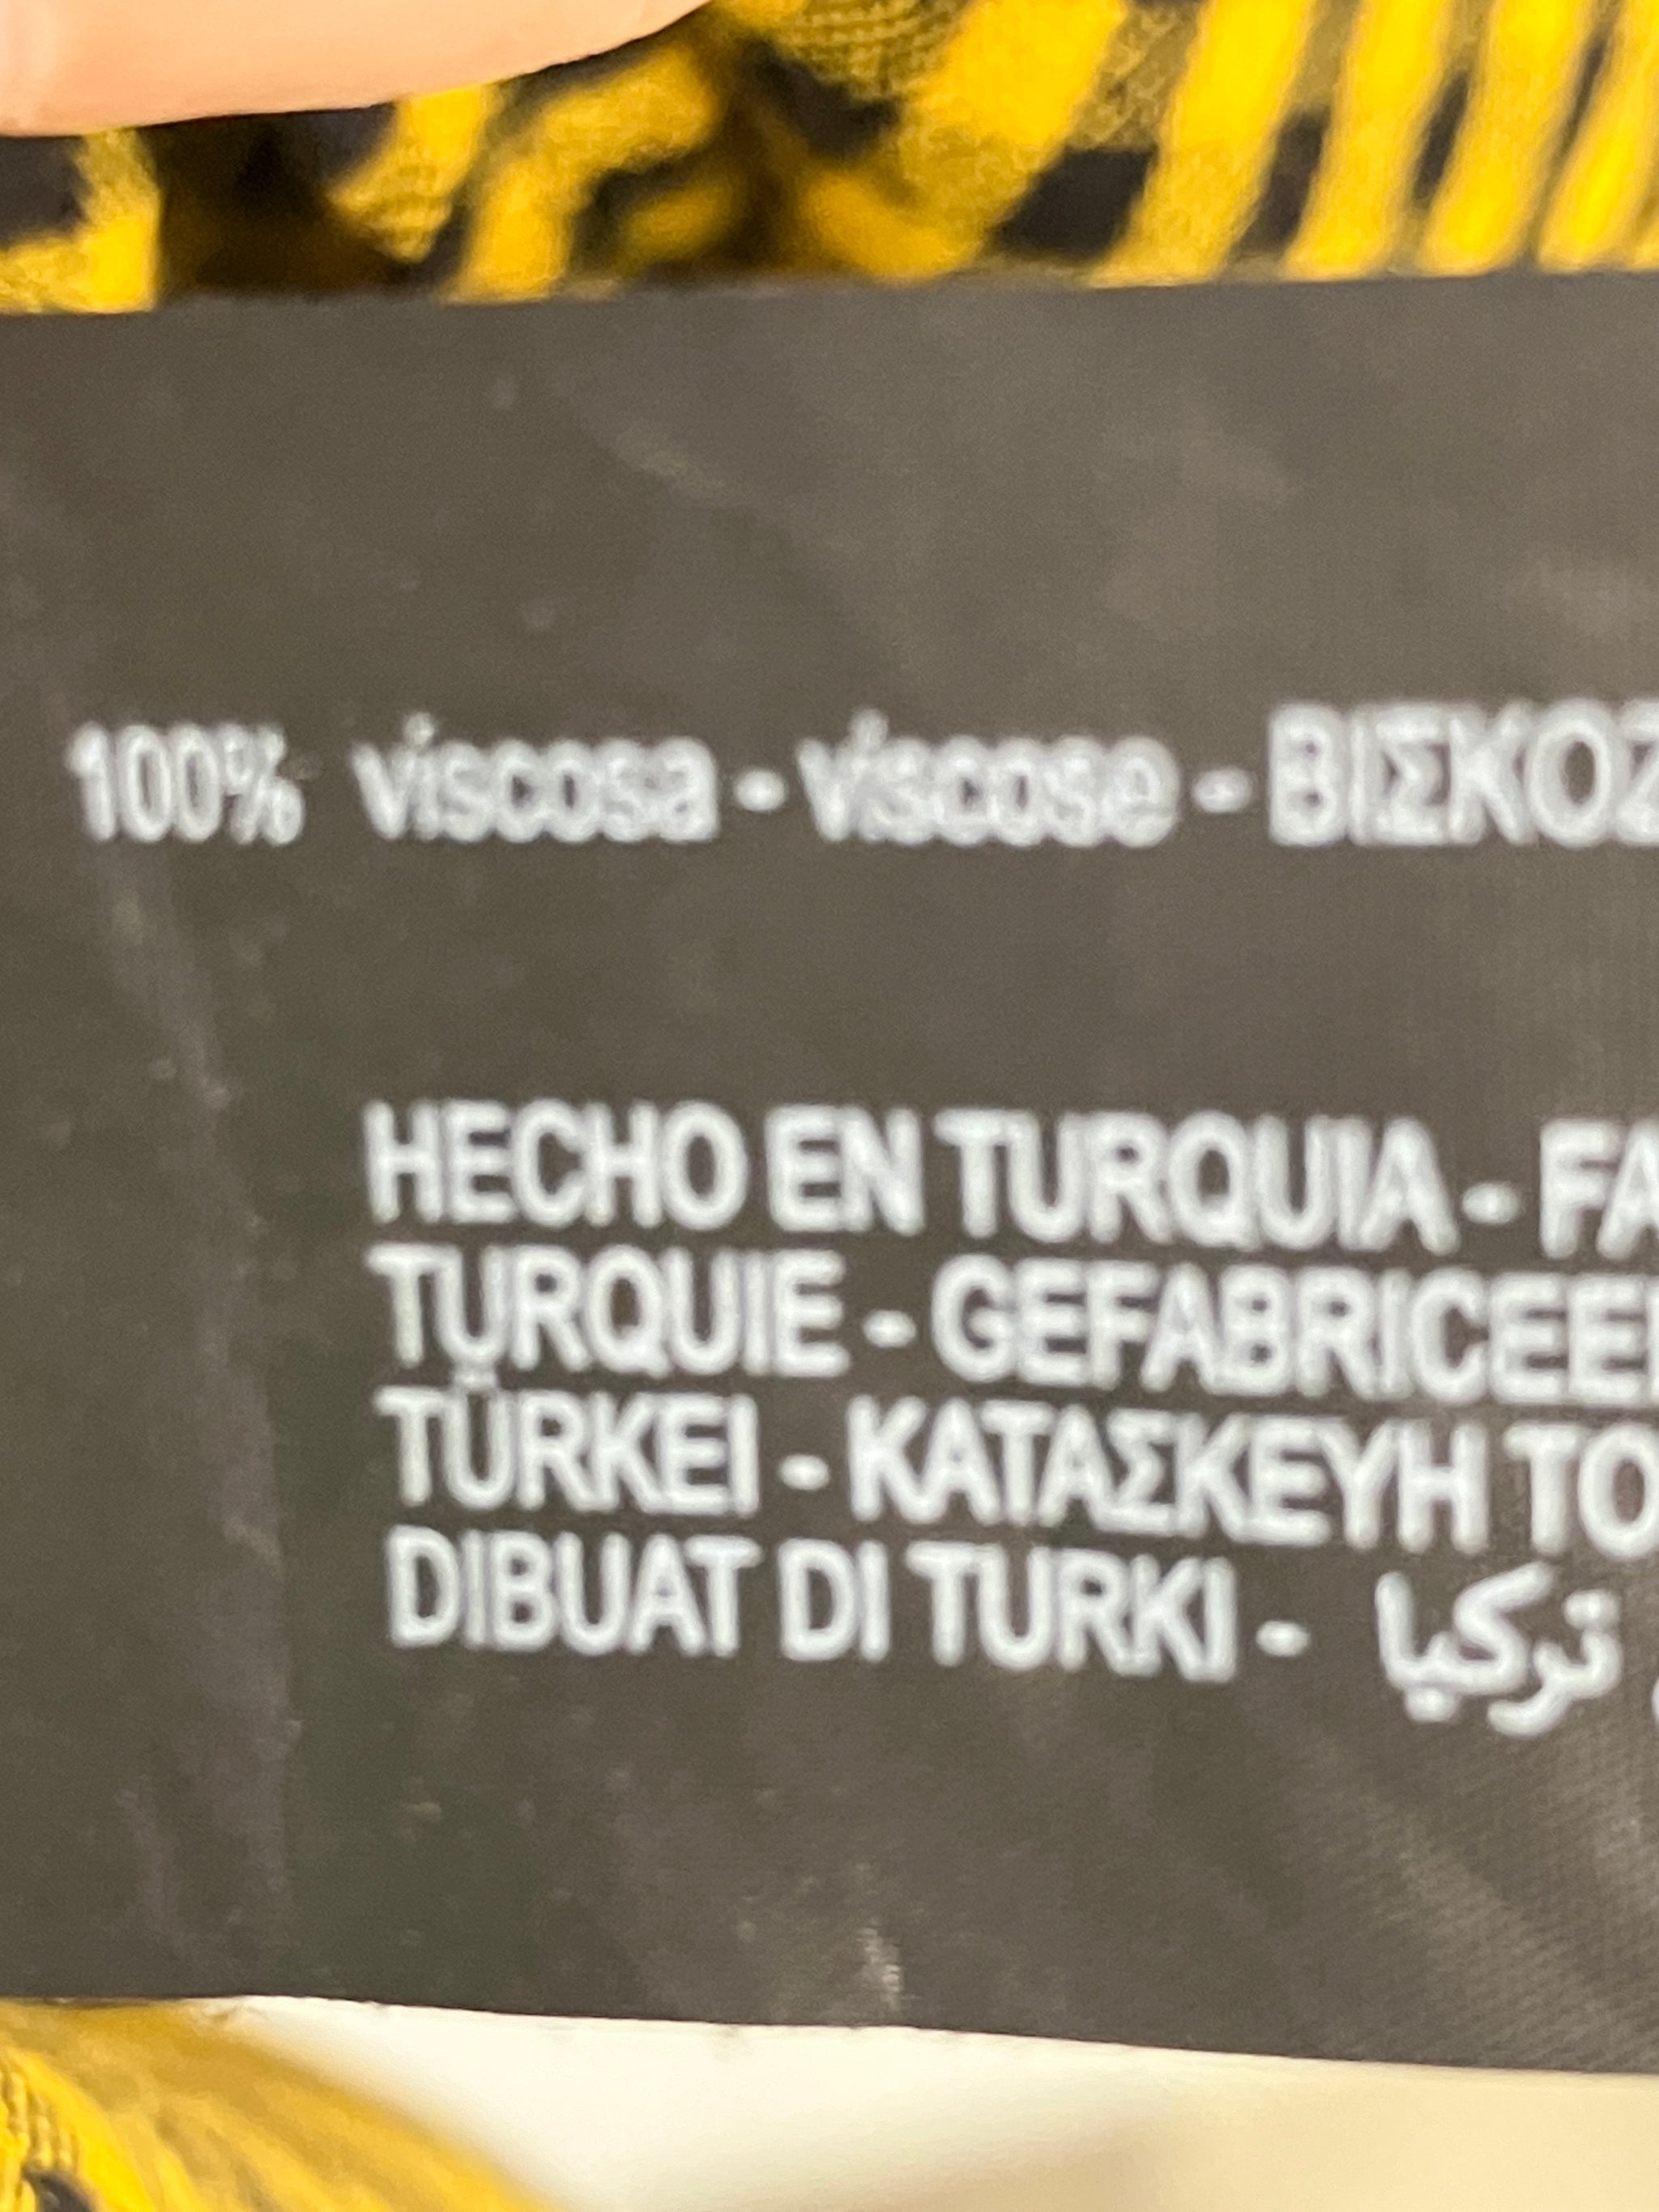 100% viscosa - viscose - ΒΙΣΚΟΖ
HECHO EN TURQUIA - FA
TURQUIE - GEFABRICEE
TÜRKEI - ΚΑΤΑΣΚΕΥΗ ΤΟ
DIBUAT DI TURKI - تركيا